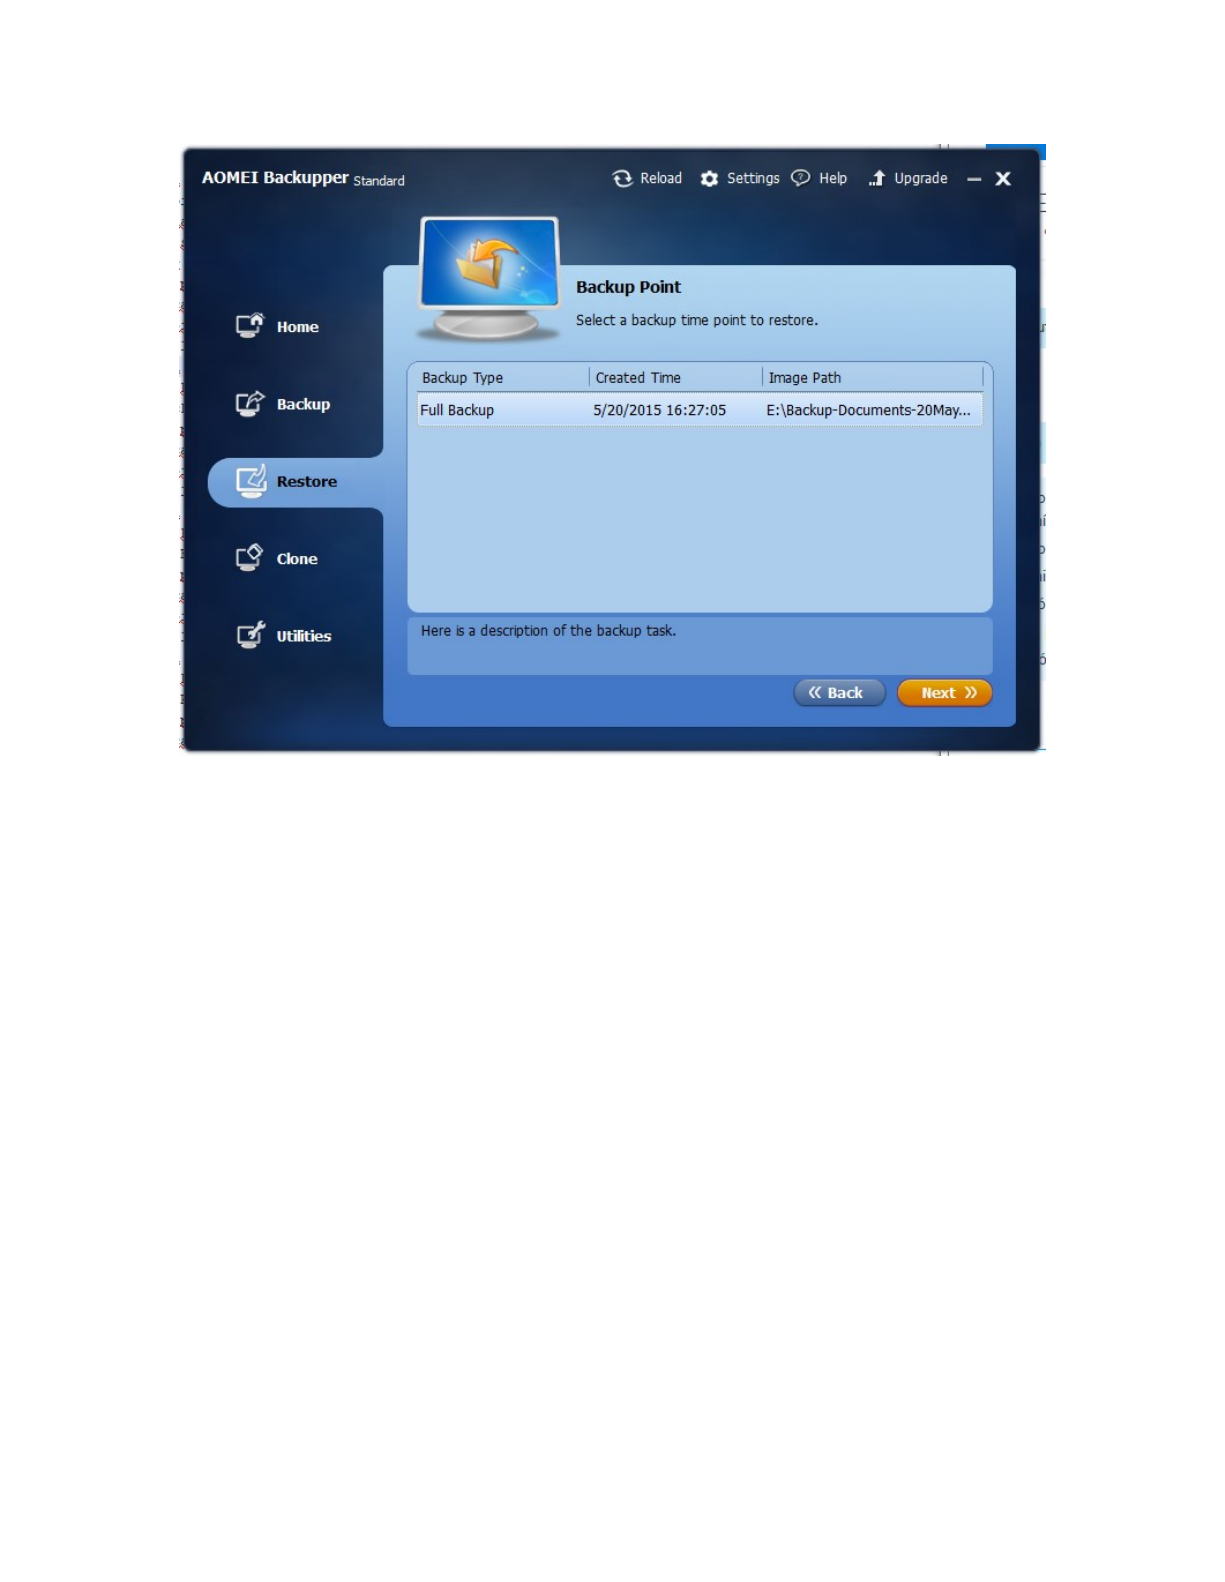 AOMEI Backupper Standard
Reload Settings Help Upgrade
Backup Point
Select a backup time point to restore.
Home
Backup
Restore
Clone
Utilities
Backup Type Created Time Image Path
Full Backup 5/20/2015 16:27:05 E:\Backup-Documents-20May...
Here is a description of the backup task.
Back Next